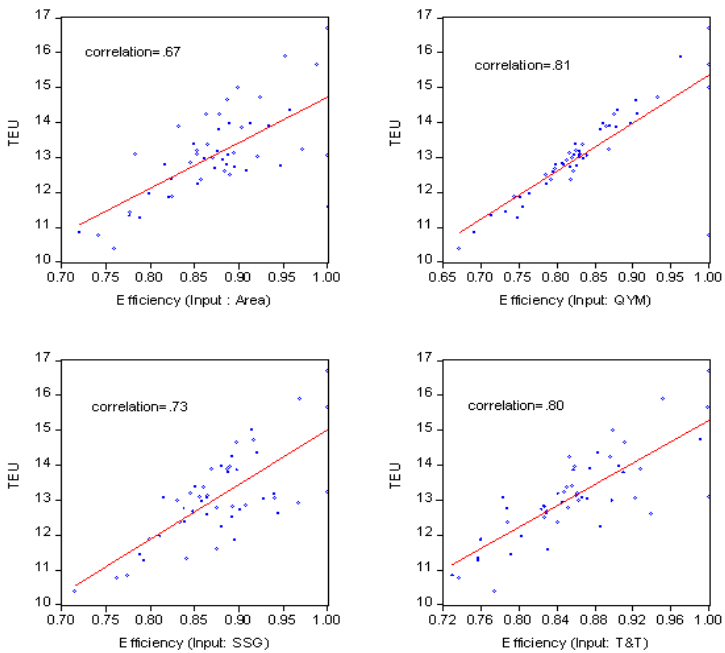 17
16
15
14
13
12
11
10
TEU
correlation=.67
0.70 0.75 0.80 0.85 0.90 0.95 1.00
Efficiency (Input : Area)
17
16
15
14
13
12
11
10
TEU
correlation=.81
0.65 0.70 0.75 0.80 0.85 0.90 0.95 1.00
Efficiency (Input: QYM)
17
16
15
14
13
12
11
10
TEU
correlation=.73
0.70 0.75 0.80 0.85 0.90 0.95 1.00
Efficiency (Input: SSG)
17
16
15
14
13
12
11
10
TEU
correlation=.80
0.72 0.76 0.80 0.84 0.88 0.92 0.96 1.00
Efficiency (Input: T&T)